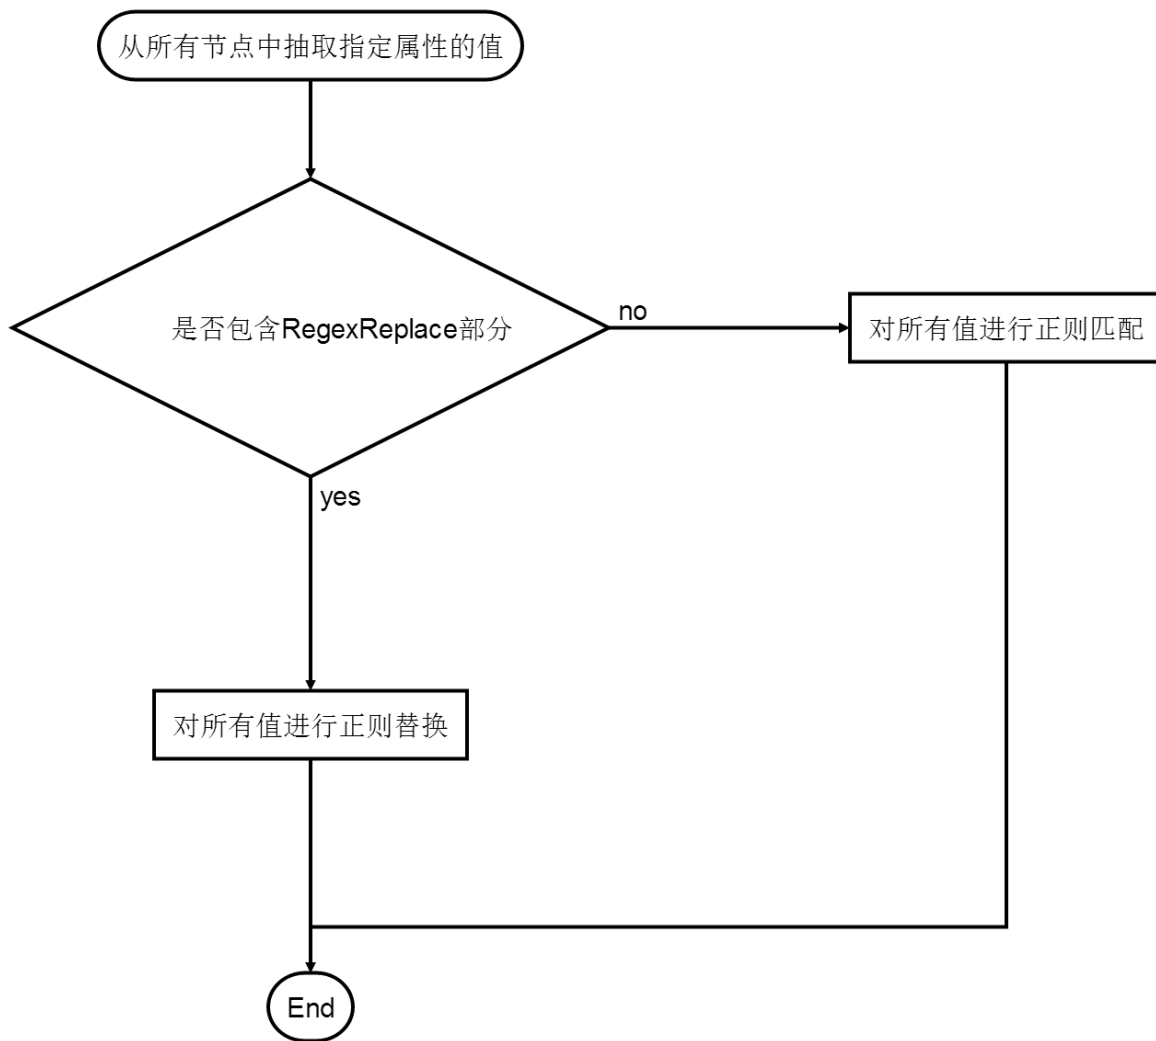 从所有节点中抽取指定属性的值
是否包含RegexReplace部分
no
对所有值进行正则匹配
yes
对所有值进行正则替换
End